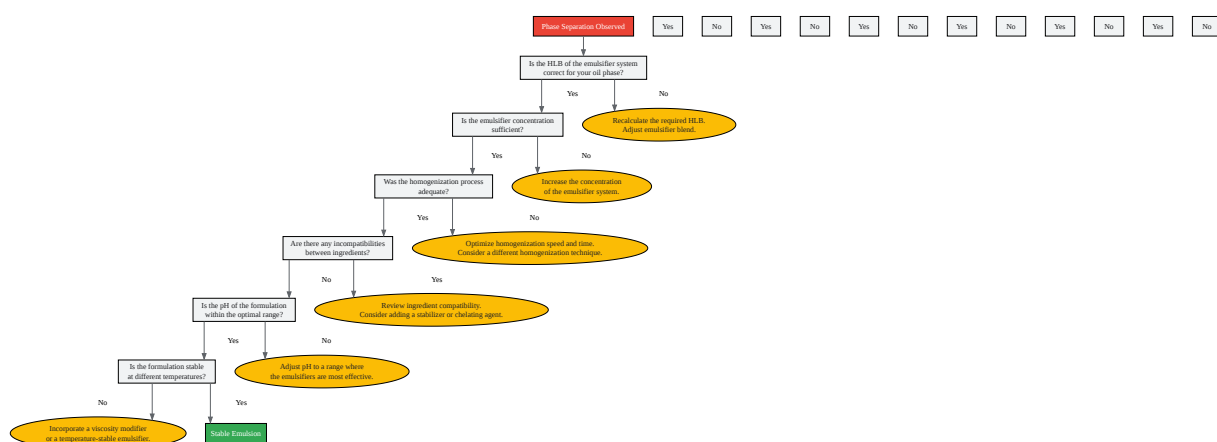 Phase Separation Observed
Yes
No
Yes
No
Yes
No
Yes
No
Yes
No
Yes
No
Is the HLB of the emulsifier system
correct for your oil phase?
Yes
No
Is the emulsifier concentration
sufficient?
Recalculate the required HLB.
Adjust emulsifier blend.
Yes
No
Was the homogenization process
adequate?
Increase the concentration
of the emulsifier system.
Yes
No
Are there any incompatibilities
between ingredients?
Optimize homogenization speed and time.
Consider a different homogenization technique.
No
Yes
Is the pH of the formulation
within the optimal range?
Review ingredient compatibility.
Consider adding a stabilizer or chelating agent.
Yes
No
Is the formulation stable
at different temperatures?
Adjust pH to a range where
the emulsifiers are most effective.
No
Yes
Incorporate a viscosity modifier
or a temperature-stable emulsifier.
Stable Emulsion